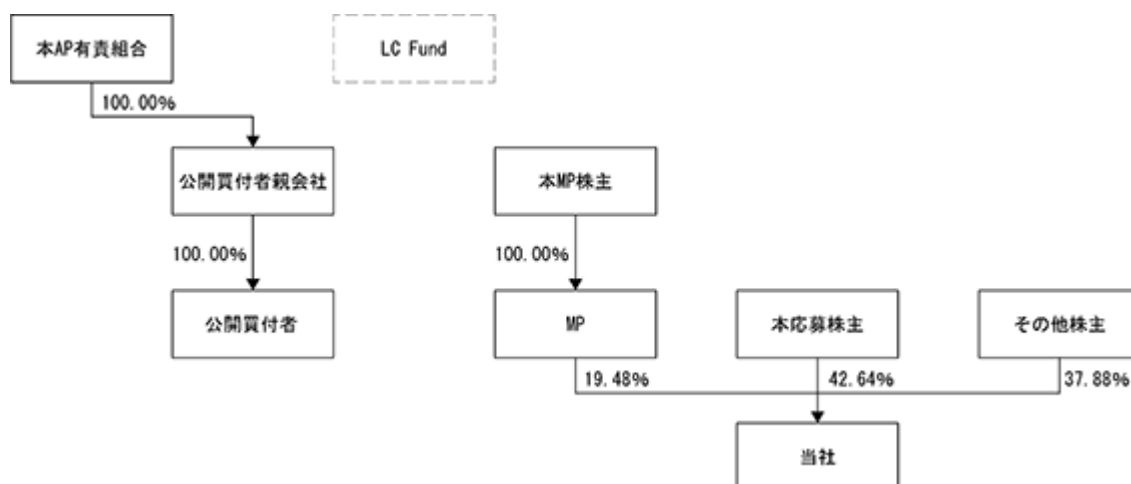 本AP有責組合
LC Fund
100.00%
公開買付者親会社
本MP株主
100.00%
100.00%
公開買付者
MP
本応募株主
その他株主
19.48%
42.64%
37.88%
当社